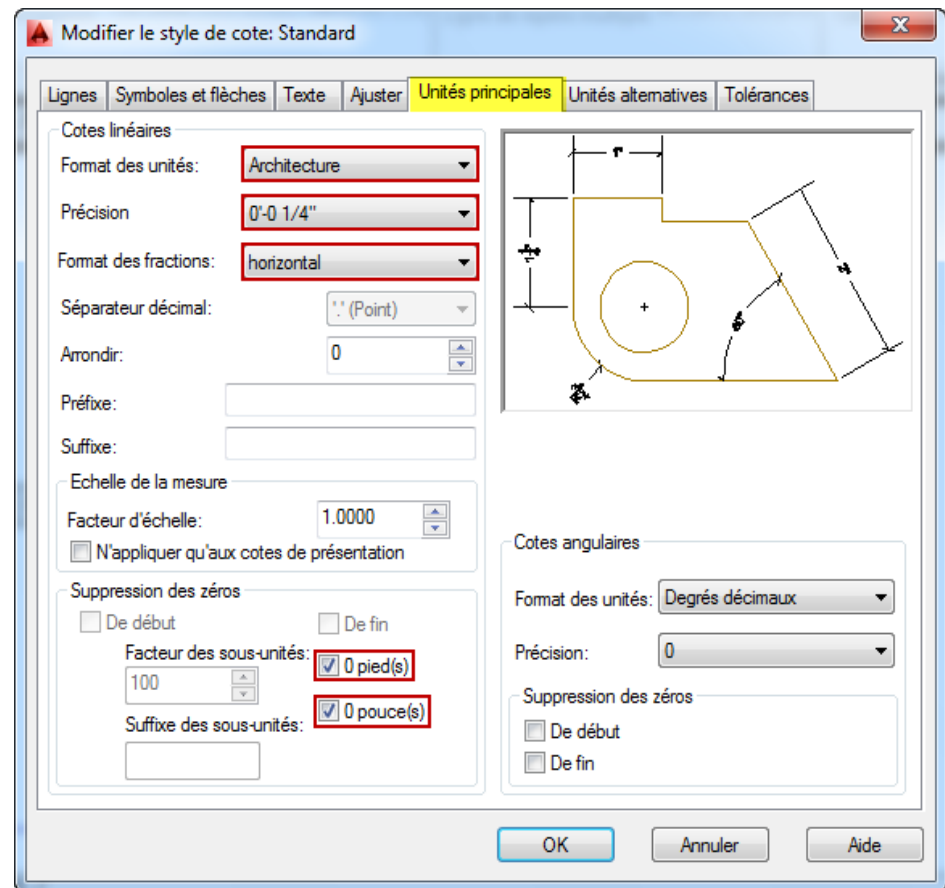 Modifier le style de cote: Standard
Lignes Symboles et flèches Texte Ajuster Unités principales Unités alternatives Tolérances
Cotes linéaires
Format des unités: Architecture
Précision 0'-0 1/4"
Format des fractions: horizontal
Séparateur décimal: '.' (Point)
Arrondir: 0
Préfixe:
Suffixe:
Echelle de la mesure
Facteur d'échelle: 1.0000
N'appliquer qu'aux cotes de présentation
Suppression des zéros
De début De fin
Facteur des sous-unités: 0 pied(s)
100
Suffixe des sous-unités: 0 pouce(s)
Cotes angulaires
Format des unités: Degrés décimaux
Précision: 0
Suppression des zéros
De début
De fin
OK Annuler Aide